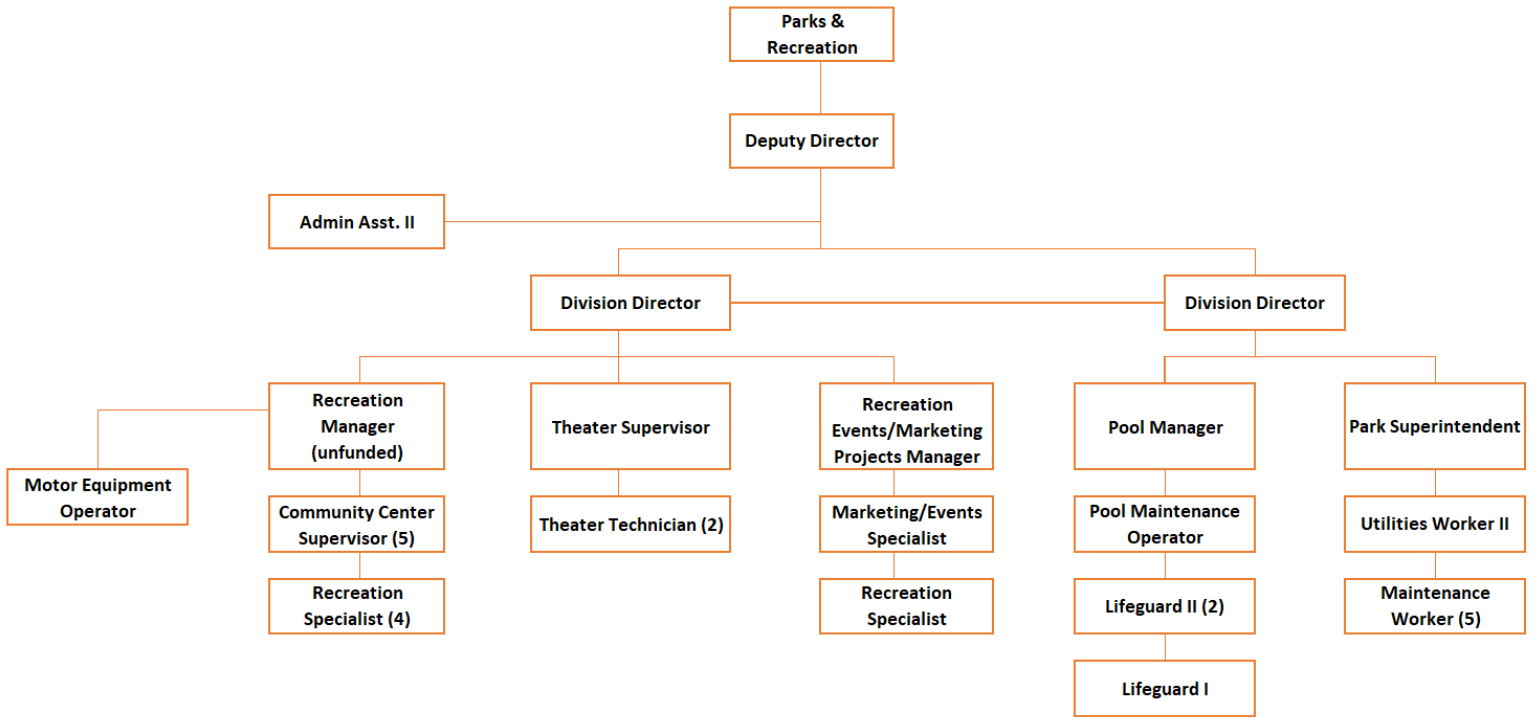 Parks &
Recreation
Deputy Director
Admin Asst. II
Division Director
Division Director
Recreation
Manager
(unfunded)
Theater Supervisor
Recreation
Events/Marketing
Projects Manager
Pool Manager
Park Superintendent
Motor Equipment
Operator
Community Center
Supervisor (5)
Theater Technician (2)
Marketing/Events
Specialist
Pool Maintenance
Operator
Utilities Worker II
Recreation
Specialist (4)
Recreation
Specialist
Lifeguard II (2)
Maintenance
Worker (5)
Lifeguard I